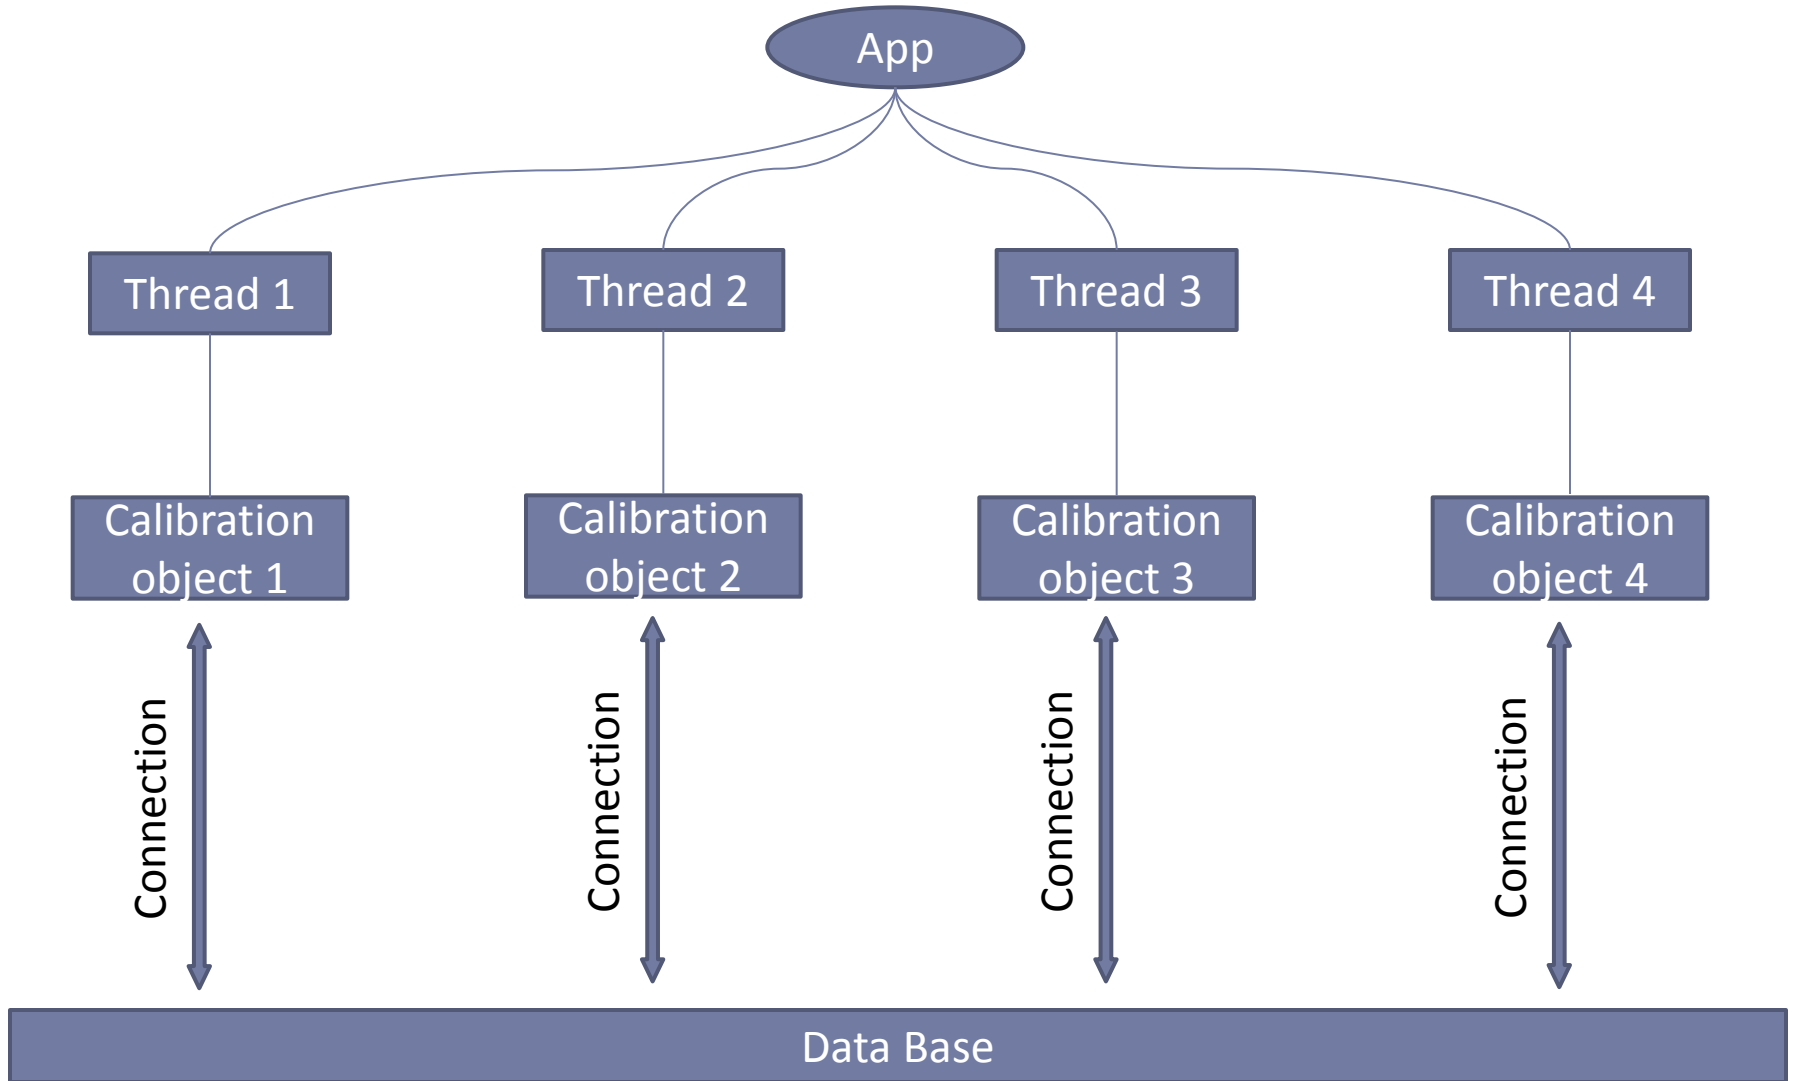 App
Thread 1
Thread 2
Thread 3
Thread 4
Calibration
object 1
Calibration
object 2
Calibration
object 3
Calibration
object 4
Connection
Connection
Connection
Connection
Data Base